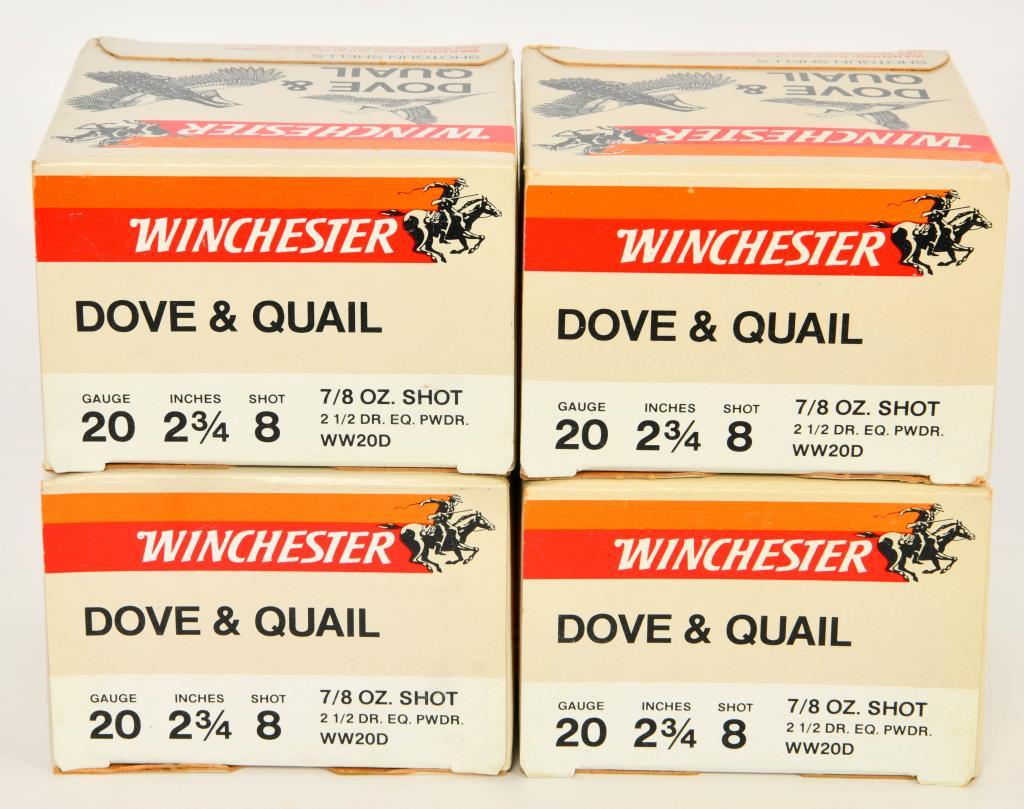 SHOTGUN SHELLS
DOVE &
QUAIL
WINCHESTER
WINCHESTER
DOVE & QUAIL
GAUGE INCHES SHOT 7/8 OZ. SHOT
20 2¾ 8 2 1/2 DR. EQ. PWDR.
WW20D
SHOTGUN SHELLS
DOVE &
QUAIL
WINCHESTER
WINCHESTER
DOVE & QUAIL
GAUGE INCHES SHOT 7/8 OZ. SHOT
20 2¾ 8 2 1/2 DR. EQ. PWDR.
WW20D
WINCHESTER
DOVE & QUAIL
GAUGE INCHES SHOT 7/8 OZ. SHOT
20 2¾ 8 2 1/2 DR. EQ. PWDR.
WW20D
WINCHESTER
DOVE & QUAIL
GAUGE INCHES SHOT 7/8 OZ. SHOT
20 2¾ 8 2 1/2 DR. EQ. PWDR.
WW20D